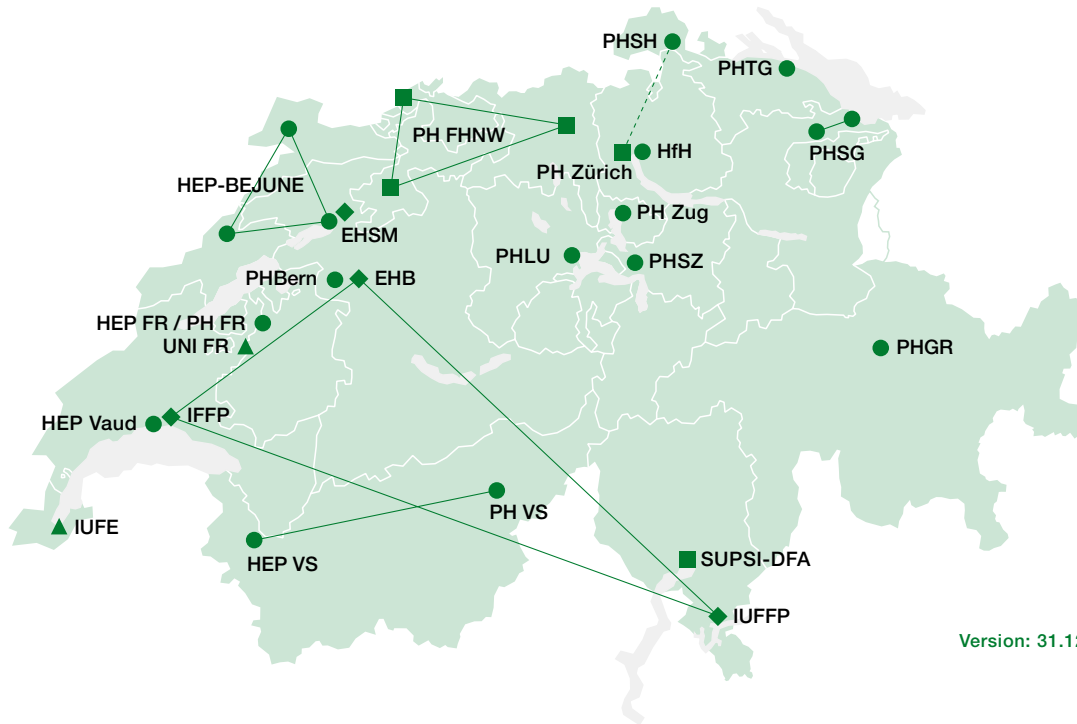 PHSH
PHTG
PH FHNW
PHSG
HfH
PH Zürich
HEP-BEJUNE
PH Zug
EHSM
PHLU
PHSZ
PHBern
EHB
HEP FR / PH FR
UNI FR
PHGR
IFFP
HEP Vaud
PH VS
IUFE
HEP VS
SUPSI-DFA
IUFFP
Version: 31.12